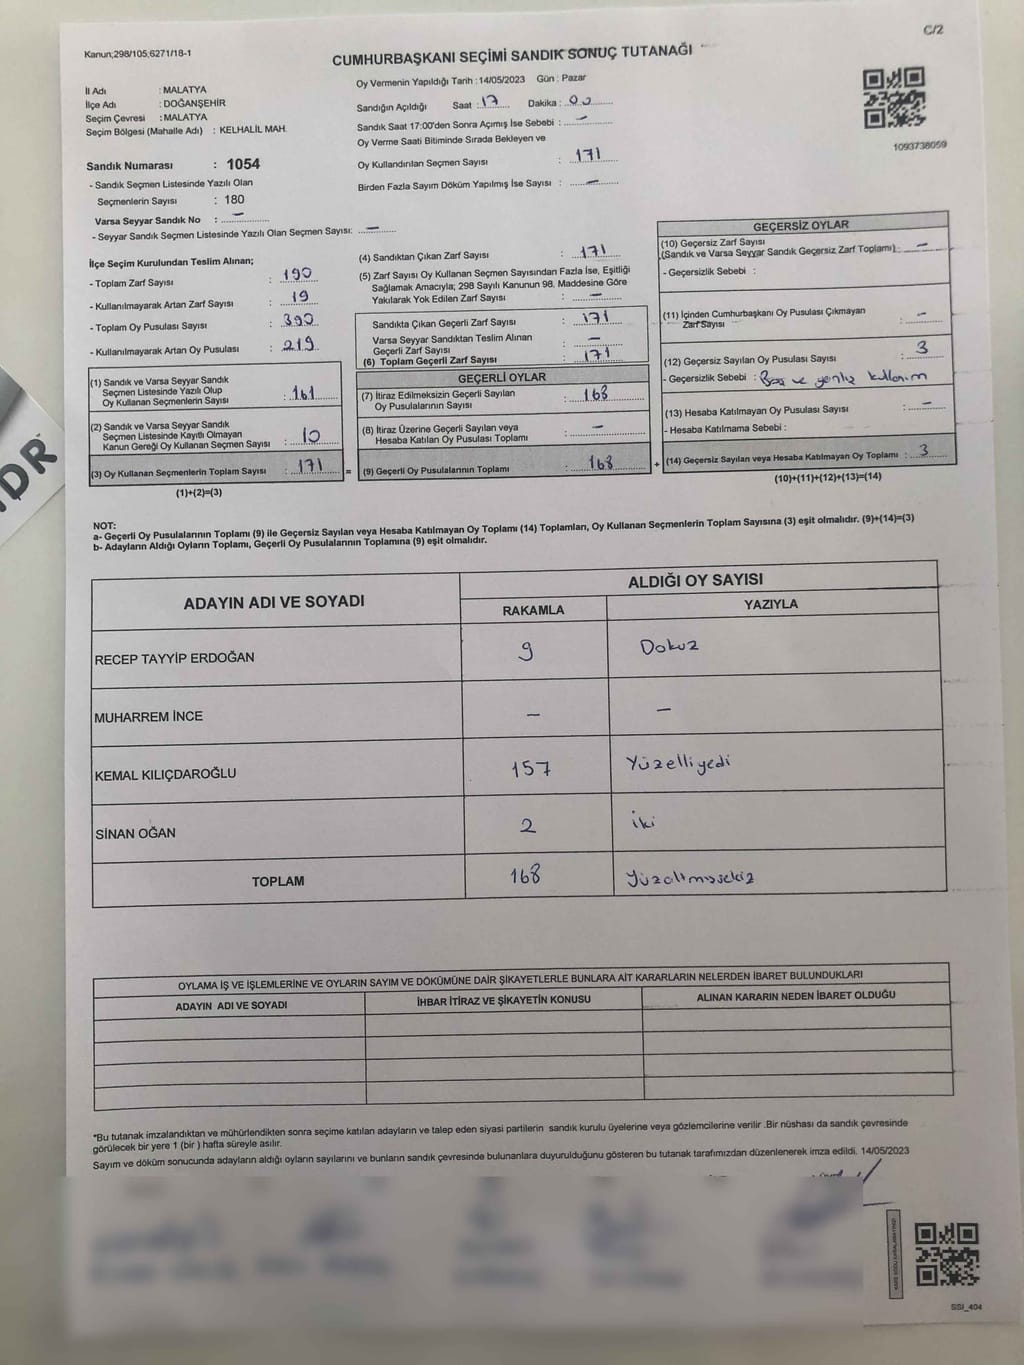 C/2
Kanun;298/105,6271/18-1
CUMHURBAŞKANI SEÇİMİ SANDIK SONUÇ TUTANAĞI
İl Adı : MALATYA
İlçe Adı : DOĞANŞEHİR
Seçim Çevresi : MALATYA
Seçim Bölgesi (Mahalle Adı) : KELHALİL MAH.
Oy Vermenin Yapıldığı Tarih : 14/05/2023 Gün : Pazar
Sandığın Açıldığı Saat : 17 Dakika : 00
Sandık Saat 17:00'den Sonra Açımış İse Sebebi : —
Oy Verme Saati Bitiminde Sırada Bekleyen ve
Oy Kullandırılan Seçmen Sayısı : 171
Birden Fazla Sayım Döküm Yapılmış İse Sayısı : —
1093738059
Sandık Numarası : 1054
- Sandık Seçmen Listesinde Yazılı Olan
Seçmenlerin Sayısı : 180
Varsa Seyyar Sandık No : —
- Seyyar Sandık Seçmen Listesinde Yazılı Olan Seçmen Sayısı: —
İlçe Seçim Kurulundan Teslim Alınan;
- Toplam Zarf Sayısı : 190
- Kullanılmayarak Artan Zarf Sayısı : 19
- Toplam Oy Pusulası Sayısı : 390
- Kullanılmayarak Artan Oy Pusulası : 219
(1) Sandık ve Varsa Seyyar Sandık
Seçmen Listesinde Yazılı Olup
Oy Kullanan Seçmenlerin Sayısı : 161
(2) Sandık ve Varsa Seyyar Sandık
Seçmen Listesinde Kayıtlı Olmayan
Kanun Gereği Oy Kullanan Seçmen Sayısı : 10
(3) Oy Kullanan Seçmenlerin Toplam Sayısı : 171 =
(1)+(2)=(3)
(4) Sandıktan Çıkan Zarf Sayısı : 171
(5) Zarf Sayısı Oy Kullanan Seçmen Sayısından Fazla İse, Eşitliği
Sağlamak Amacıyla; 298 Sayılı Kanunun 98. Maddesine Göre
Yakılarak Yok Edilen Zarf Sayısı : —
Sandıkta Çıkan Geçerli Zarf Sayısı : 171
Varsa Seyyar Sandıktan Teslim Alınan
Geçerli Zarf Sayısı : —
(6) Toplam Geçerli Zarf Sayısı : 171
GEÇERLİ OYLAR
(7) İtiraz Edilmeksizin Geçerli Sayılan
Oy Pusulalarının Sayısı : 168
(8) İtiraz Üzerine Geçerli Sayılan veya
Hesaba Katılan Oy Pusulası Toplamı : —
(9) Geçerli Oy Pusulalarının Toplamı : 168 +
GEÇERSİZ OYLAR
(10) Geçersiz Zarf Sayısı
(Sandık ve Varsa Seyyar Sandık Geçersiz Zarf Toplamı) : —
- Geçersizlik Sebebi :
(11) İçinden Cumhurbaşkanı Oy Pusulası Çıkmayan
Zarf Sayısı : —
(12) Geçersiz Sayılan Oy Pusulası Sayısı : 3
- Geçersizlik Sebebi : Boş ve yanlış kullanım
(13) Hesaba Katılmayan Oy Pusulası Sayısı : —
- Hesaba Katılmama Sebebi :
(14) Geçersiz Sayılan veya Hesaba Katılmayan Oy Toplamı : 3
(10)+(11)+(12)+(13)=(14)
NOT:
a- Geçerli Oy Pusulalarının Toplamı (9) ile Geçersiz Sayılan veya Hesaba Katılmayan Oy Toplamı (14) Toplamları, Oy Kullanan Seçmenlerin Toplam Sayısına (3) eşit olmalıdır. (9)+(14)=(3)
b- Adayların Aldığı Oyların Toplamı, Geçerli Oy Pusulalarının Toplamına (9) eşit olmalıdır.
ADAYIN ADI VE SOYADI
ALDIĞI OY SAYISI
RAKAMLA YAZIYLA
RECEP TAYYİP ERDOĞAN 9 Dokuz
MUHARREM İNCE — —
KEMAL KILIÇDAROĞLU 157 Yüzelliyedi
SİNAN OĞAN 2 iki
TOPLAM 168 Yüzaltmışsekiz
OYLAMA İŞ VE İŞLEMLERİNE VE OYLARIN SAYIM VE DÖKÜMÜNE DAİR ŞİKAYETLERLE BUNLARA AİT KARARLARIN NELERDEN İBARET BULUNDUKLARI
ADAYIN ADI VE SOYADI İHBAR İTİRAZ VE ŞİKAYETİN KONUSU ALINAN KARARIN NEDEN İBARET OLDUĞU
*Bu tutanak imzalandıktan ve mühürlendikten sonra seçime katılan adayların ve talep eden siyasi partilerin sandık kurulu üyelerine veya gözlemcilerine verilir .Bir nüshası da sandık çevresinde
görülecek bir yere 1 (bir ) hafta süreyle asılır.
Sayım ve döküm sonucunda adayların aldığı oyların sayılarını ve bunların sandık çevresinde bulunanlara duyurulduğunu gösteren bu tutanak tarafımızdan düzenlenerek imza edildi. 14/05/2023
SSI_404